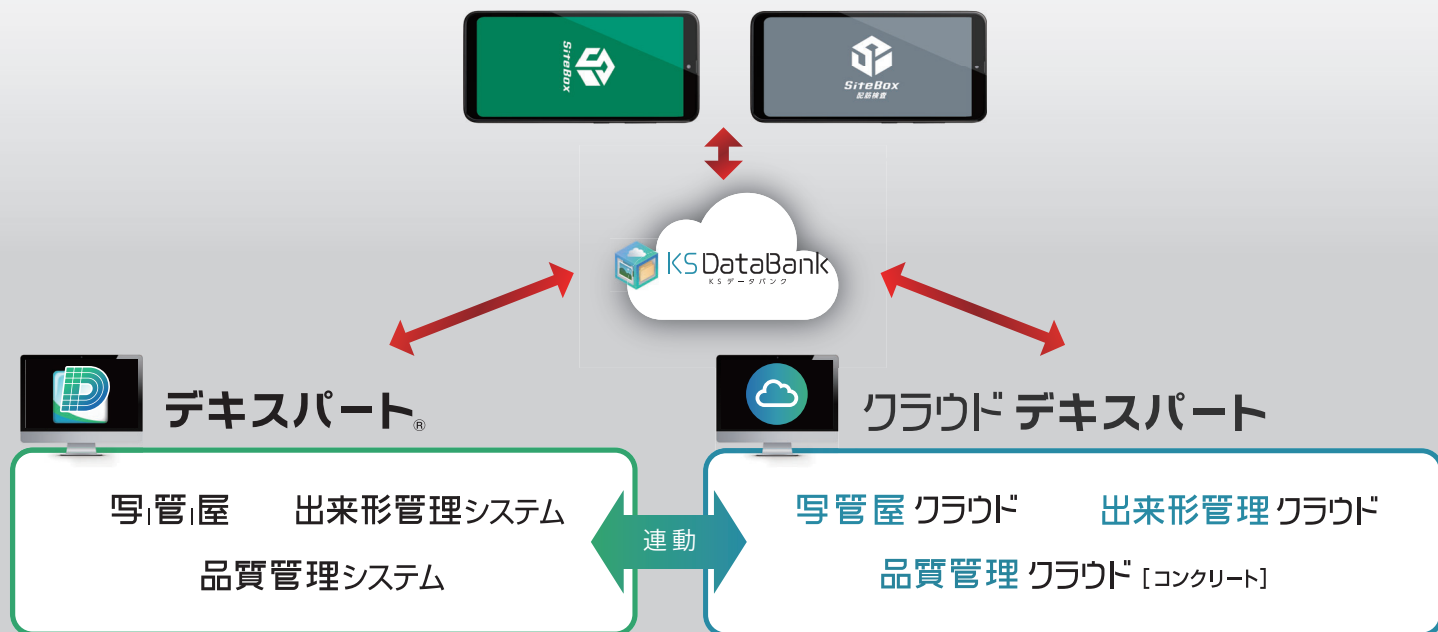 SiteBox
SiteBox
配筋検査
KSDataBank
KSデータバンク
デキスパート®
クラウド デキスパート
写管屋 出来形管理システム
品質管理システム
連動
写管屋 クラウド 出来形管理 クラウド
品質管理 クラウド [コンクリート]